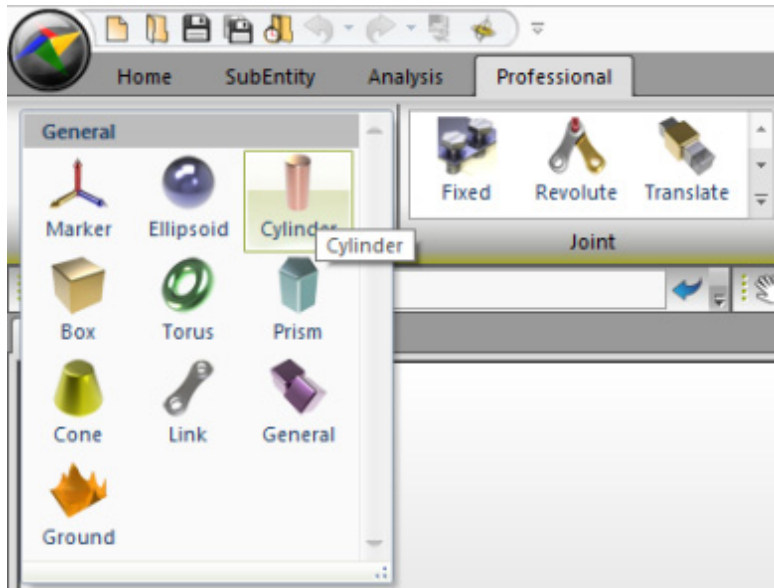 Home SubEntity Analysis Professional
General
Marker Ellipsoid Cylinder
Cylinder
Box Torus Prism
Cone Link General
Ground
Fixed Revolute Translate
Joint